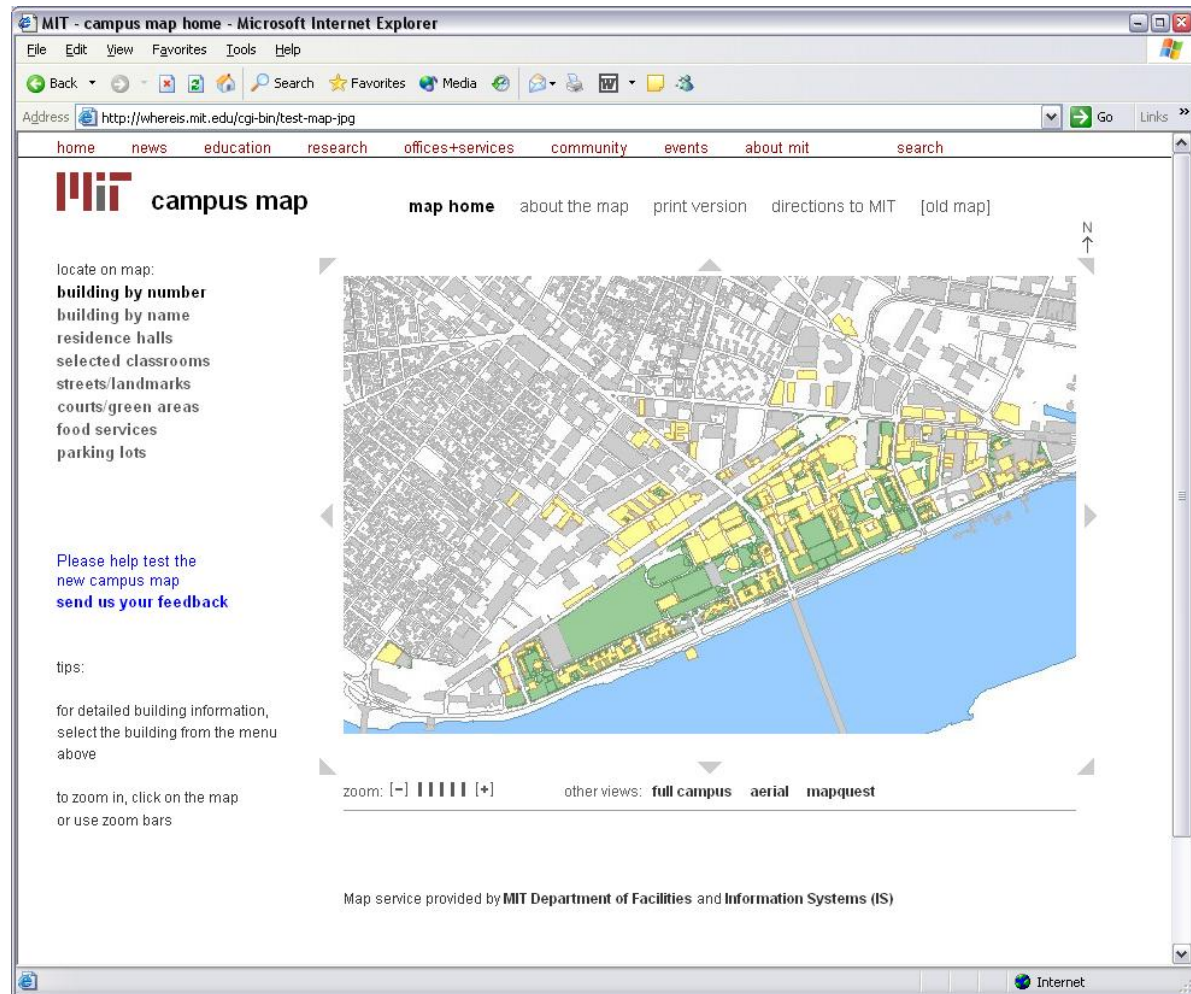 MIT - campus map home - Microsoft Internet Explorer
File Edit View Favorites Tools Help
Back Search Favorites Media
Address http://whereis.mit.edu/cgi-bin/test-map-jpg Go Links »
home news education research offices+services community events about mit search
MIT campus map
map home about the map print version directions to MIT [old map]
N
locate on map:
building by number
building by name
residence halls
selected classrooms
streets/landmarks
courts/green areas
food services
parking lots
Please help test the
new campus map
send us your feedback
tips:
for detailed building information,
select the building from the menu
above
to zoom in, click on the map
or use zoom bars
zoom: [-] [+] other views: full campus aerial mapquest
Map service provided by MIT Department of Facilities and Information Systems (IS)
Internet